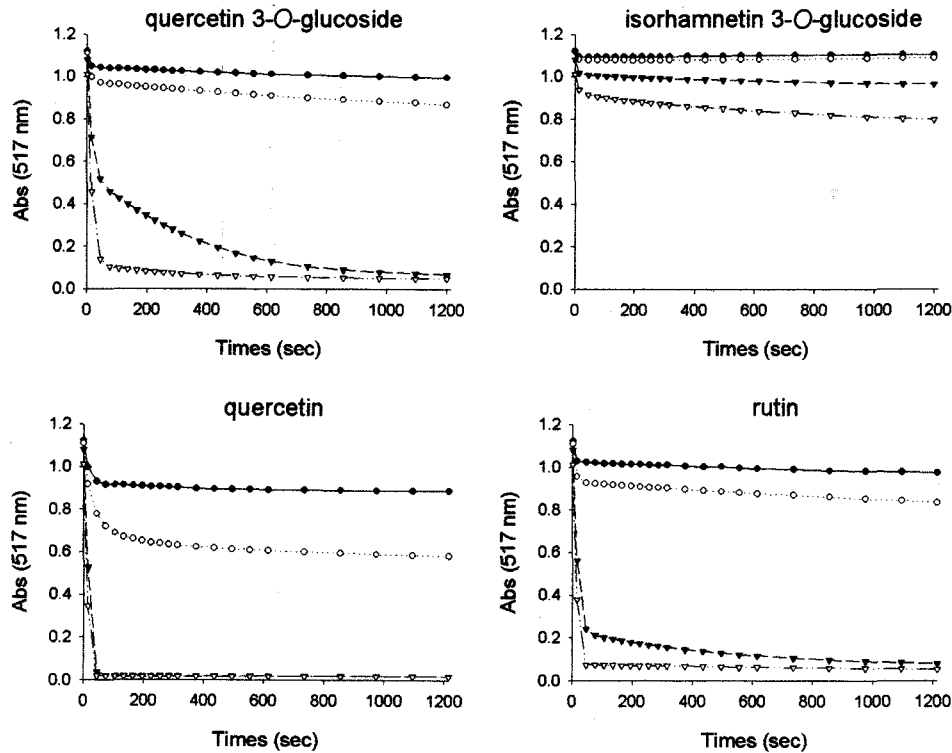 quercetin 3-O-glucoside
1.2
1.0
0.8
0.6
0.4
0.2
0.0
Abs (517 nm)
0 200 400 600 800 1000 1200
Times (sec)
isorhamnetin 3-O-glucoside
1.2
1.0
0.8
0.6
0.4
0.2
0.0
Abs (517 nm)
0 200 400 600 800 1000 1200
Times (sec)
quercetin
1.2
1.0
0.8
0.6
0.4
0.2
0.0
Abs (517 nm)
0 200 400 600 800 1000 1200
Times (sec)
rutin
1.2
1.0
0.8
0.6
0.4
0.2
0.0
Abs (517 nm)
0 200 400 600 800 1000 1200
Times (sec)